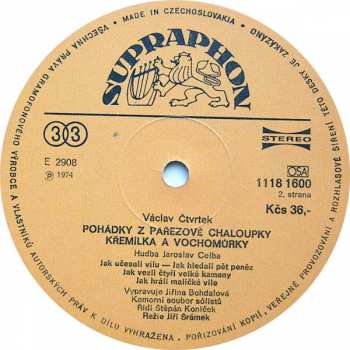 MADE IN CZECHOSLOVAKIA
VŠECHNA PRÁVA GRAMOFONOVÉHO VÝROBCE A VLASTNÍKŮ AUTORSKÝCH PRÁV K DÍLU VYHRAŽENA. POŘIZOVÁNÍ KOPIÍ, VEŘEJNÉ PROVOZOVÁNÍ A ROZHLASOVÉ ŠÍŘENÍ TÉTO DESKY JE ZAKÁZÁNO
SUPRAPHON
33
STEREO
E 2908
℗ 1974
OSA
1118 1600
2. strana
Kčs 36,-
Václav Čtvrtek
POHÁDKY Z PAŘEZOVÉ CHALOUPKY
KŘEMÍLKA A VOCHOMŮRKY
Hudba Jaroslav Celba
Jak učesali vílu — Jak hledali pět peněz
Jak vezli čtyři velké kameny
Jak hráli maličké víle
Vypravuje Jiřina Bohdalová
Komorní soubor sólistů
Řídí Štěpán Koníček
Režie Jiří Šrámek